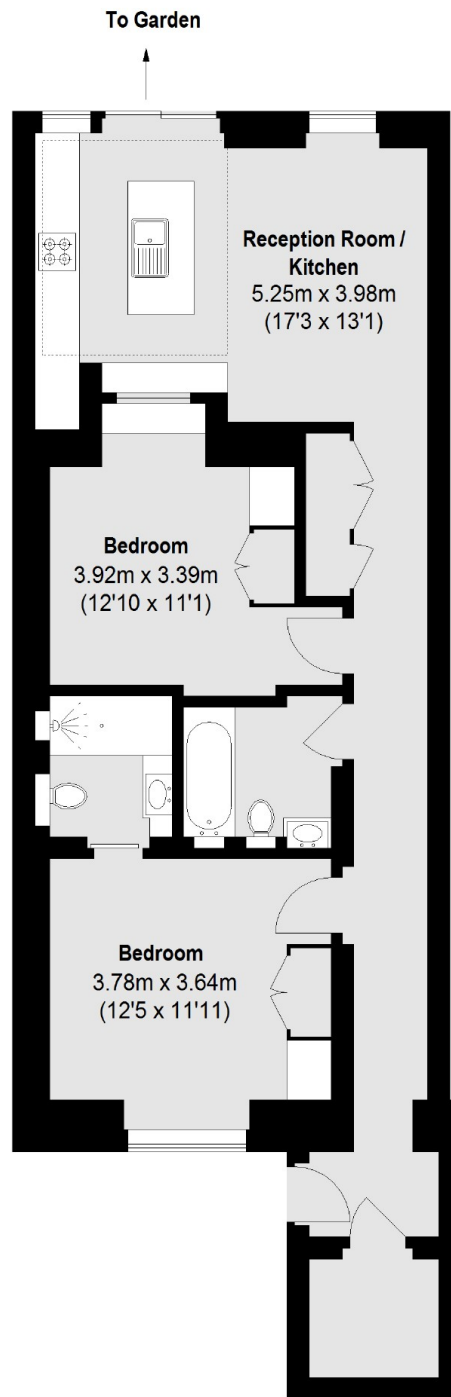 To Garden
Reception Room /
Kitchen
5.25m x 3.98m
(17'3 x 13'1)
Bedroom
3.92m x 3.39m
(12'10 x 11'1)
Bedroom
3.78m x 3.64m
(12'5 x 11'11)